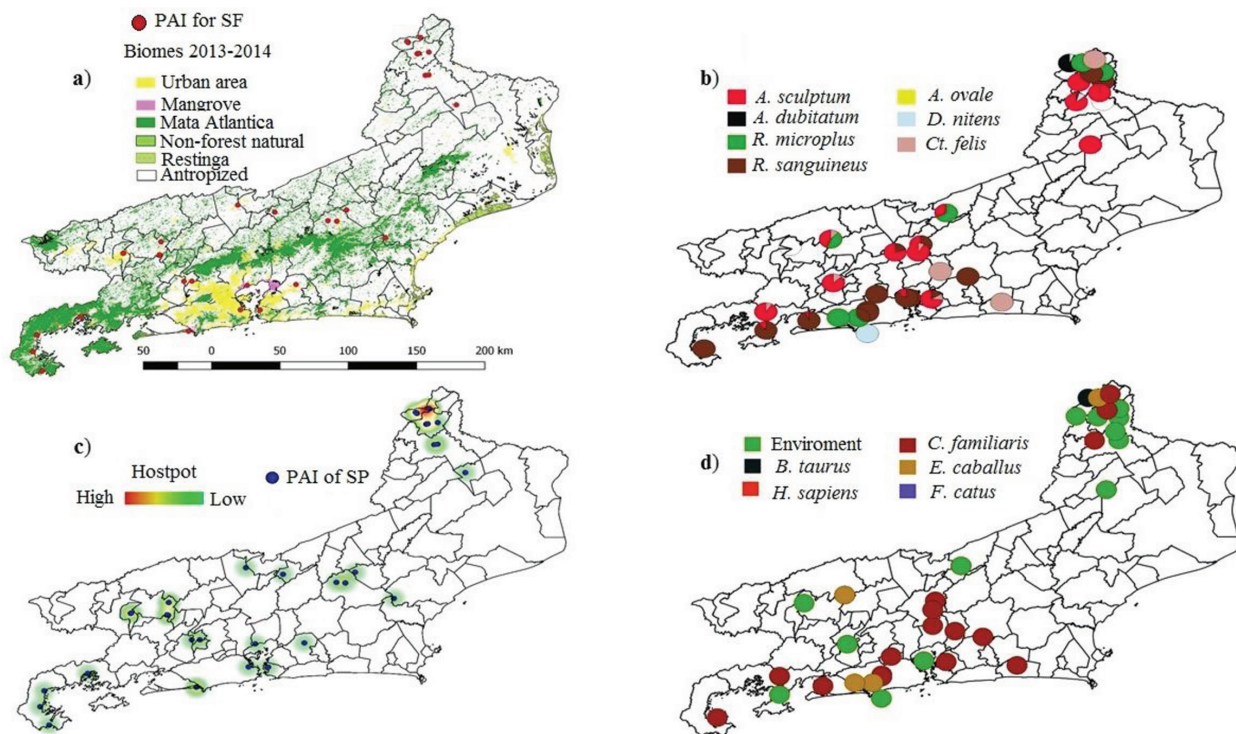 PAI for SF
Biomes 2013-2014
a)
Urban area
Mangrove
Mata Atlantica
Non-forest natural
Restinga
Antropized
50 0 50 100 150 200 km
b)
A. sculptum
A. dubitatum
R. microplus
R. sanguineus
A. ovale
D. nitens
Ct. felis
c)
Hostpot
High Low
PAI of SP
d)
Enviroment
B. taurus
H. sapiens
C. familiaris
E. caballus
F. catus